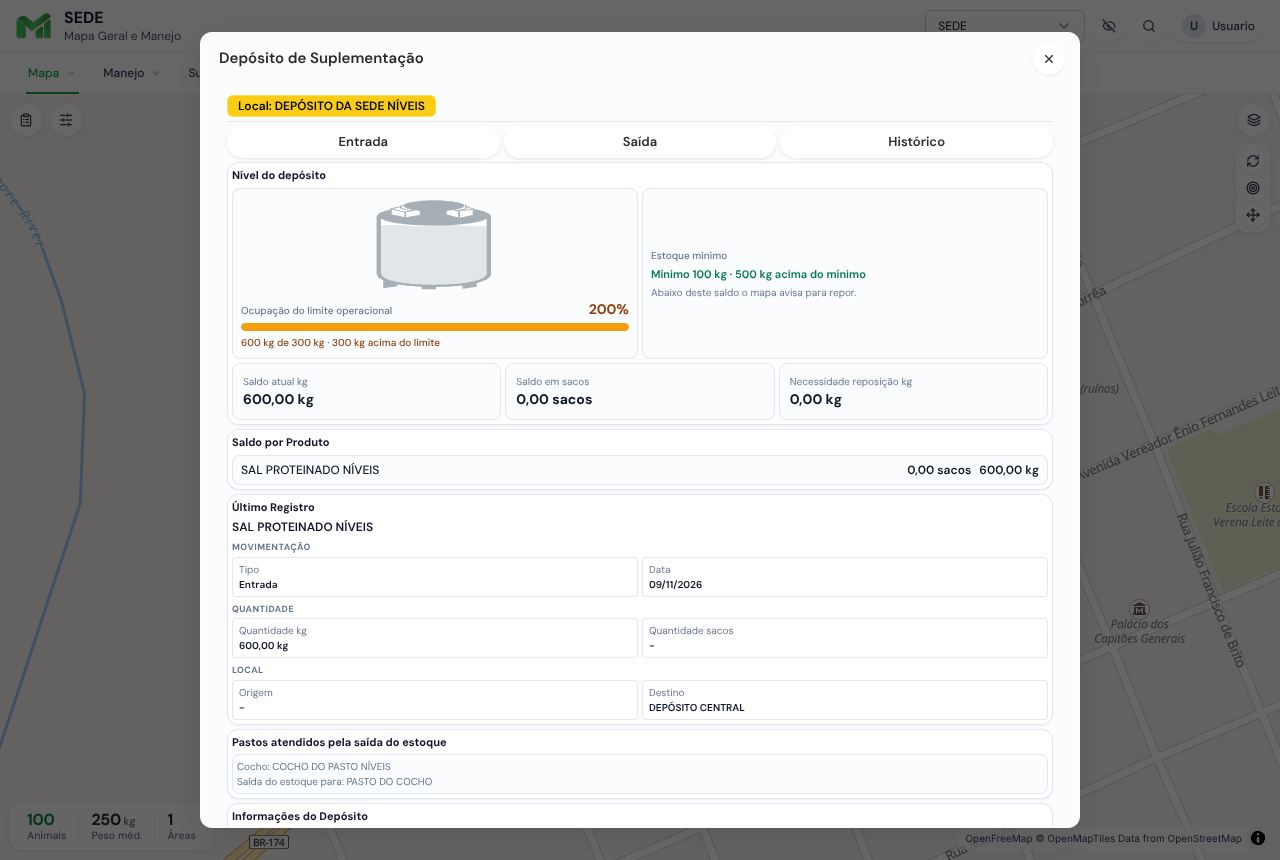 SEDE
Mapa Geral e Manejo
SEDE
U Usuario
Mapa
Manejo
Su
Depósito de Suplementação
Local: DEPÓSITO DA SEDE NÍVEIS
Entrada
Saída
Histórico
Nível do depósito
Ocupação do limite operacional 200%
600 kg de 300 kg · 300 kg acima do limite
Estoque mínimo
Mínimo 100 kg · 500 kg acima do mínimo
Abaixo deste saldo o mapa avisa para repor.
Saldo atual kg
600,00 kg
Saldo em sacos
0,00 sacos
Necessidade reposição kg
0,00 kg
Saldo por Produto
SAL PROTEINADO NÍVEIS 0,00 sacos 600,00 kg
Último Registro
SAL PROTEINADO NÍVEIS
MOVIMENTAÇÃO
Tipo
Entrada
Data
09/11/2026
QUANTIDADE
Quantidade kg
600,00 kg
Quantidade sacos
-
LOCAL
Origem
-
Destino
DEPÓSITO CENTRAL
Pastos atendidos pela saída do estoque
Cocho: COCHO DO PASTO NÍVEIS
Saída do estoque para: PASTO DO COCHO
Informações do Depósito
100
Animais
250 kg
Peso méd.
1
Áreas
BR-174
orrêa
(ruínas)
Avenida Vereador Ênio Fernandes Leit
Escola Esta
Verena Leite e
Rua Julião Francisco de Brito
Palácio dos
Capitães Generais
Rua
OpenFreeMap © OpenMapTiles Data from OpenStreetMap